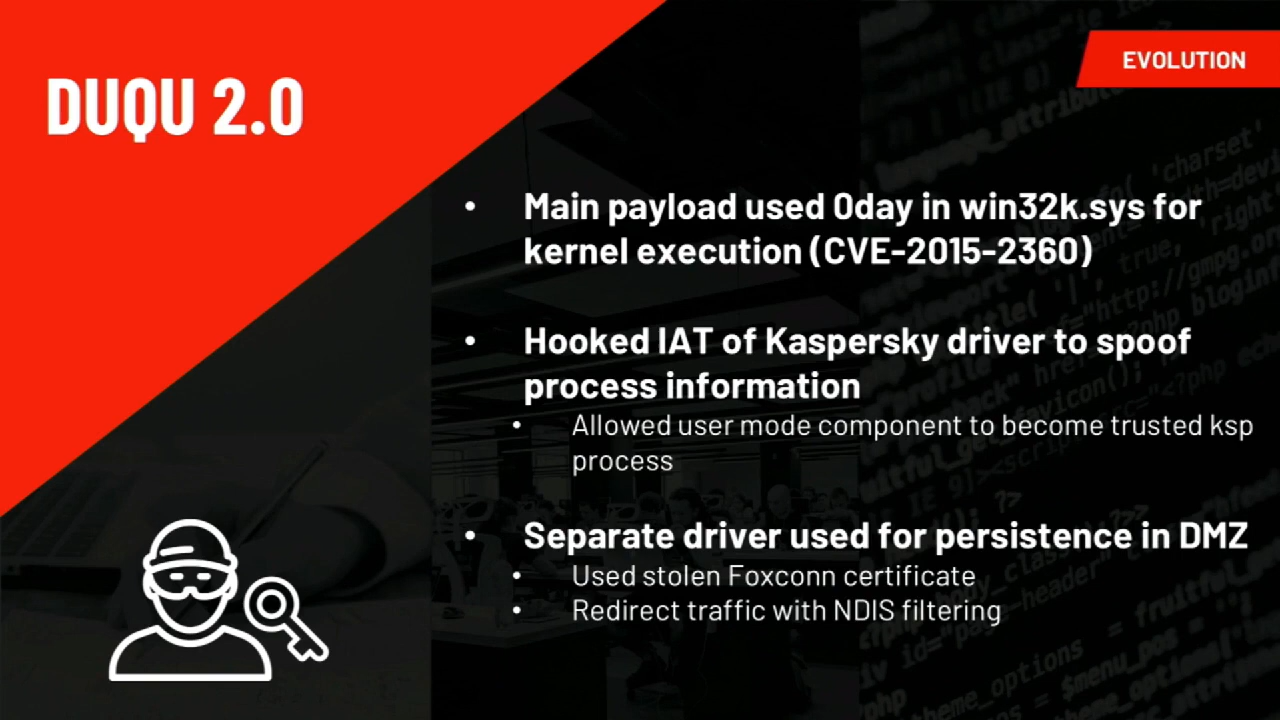 EVOLUTION
DUQU 2.0
• Main payload used 0day in win32k.sys for
kernel execution (CVE-2015-2360)
• Hooked IAT of Kaspersky driver to spoof
process information
• Allowed user mode component to become trusted ksp
process
• Separate driver used for persistence in DMZ
• Used stolen Foxconn certificate
• Redirect traffic with NDIS filtering